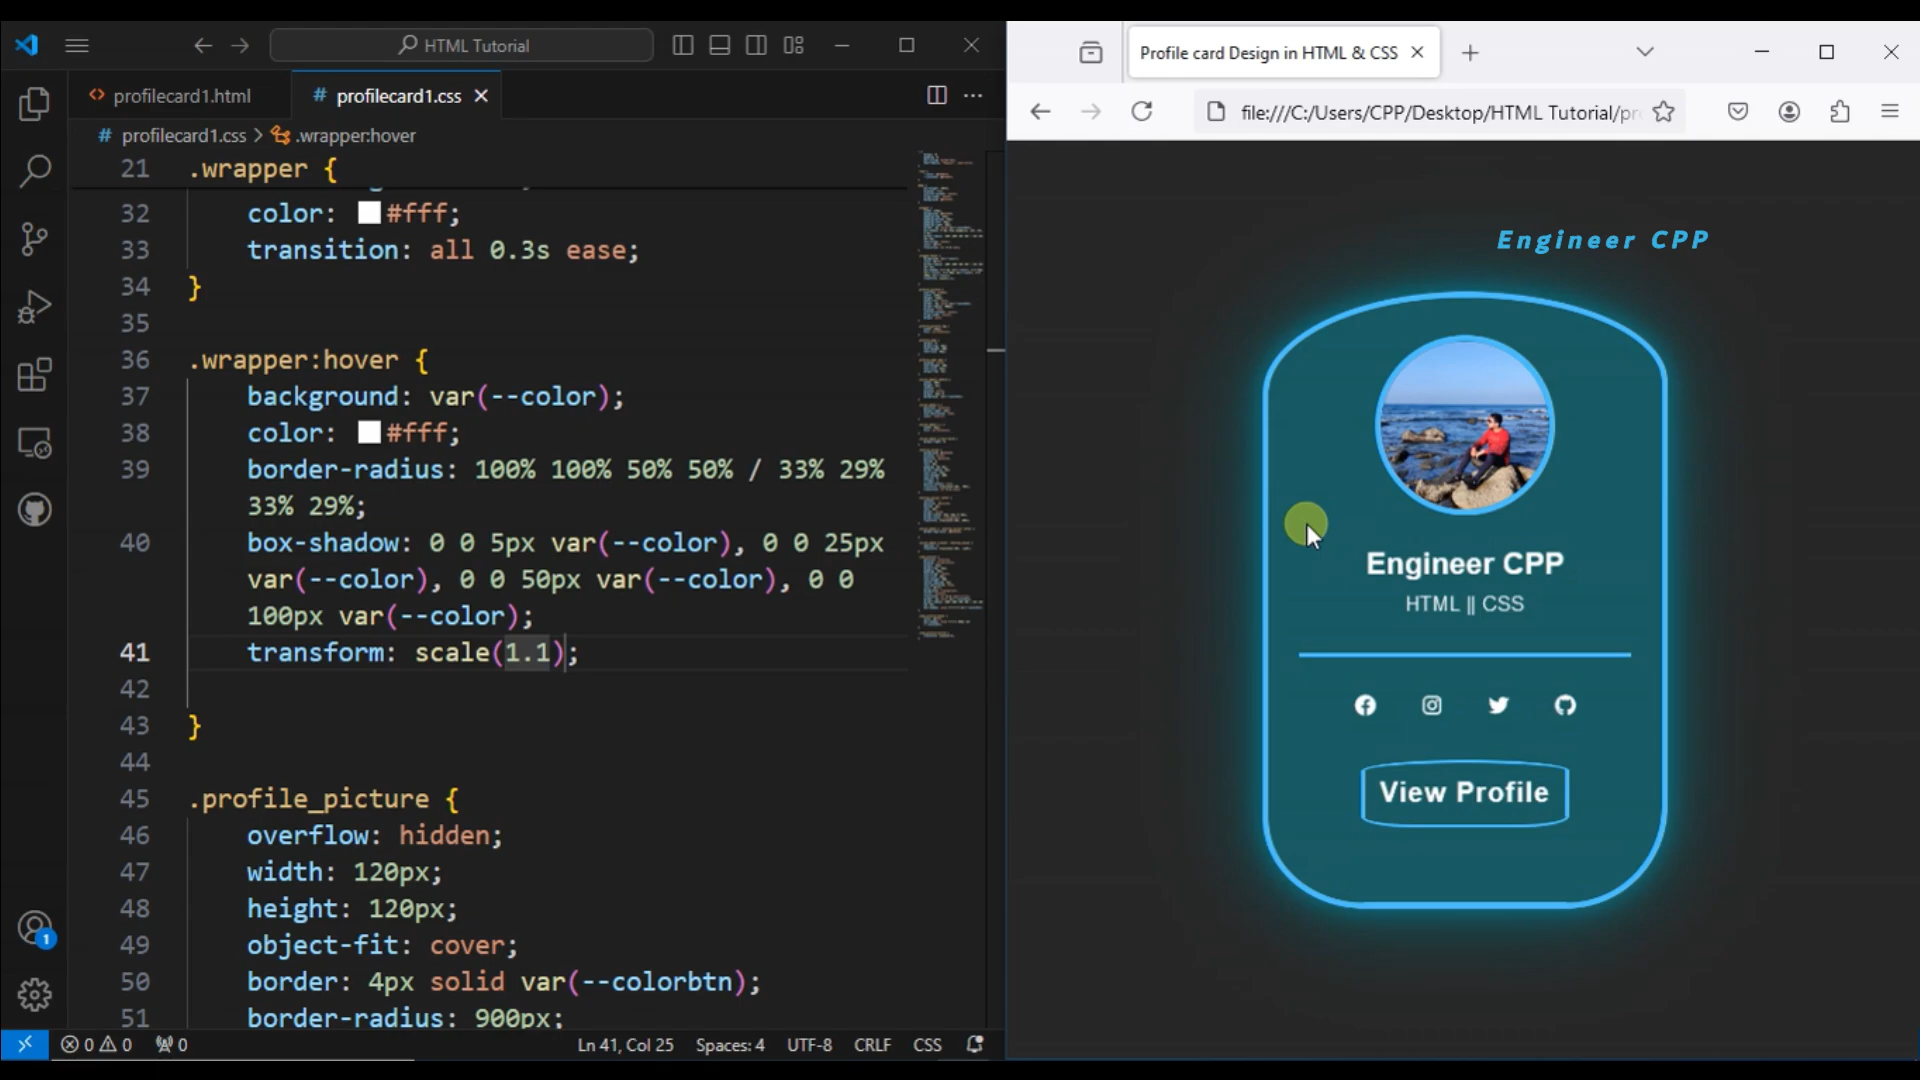 HTML Tutorial
profilecard1.html
profilecard1.css
profilecard1.css > .wrapper:hover
21 .wrapper {
32 color: #fff;
33 transition: all 0.3s ease;
34 }
35
36 .wrapper:hover {
37 background: var(--color);
38 color: #fff;
39 border-radius: 100% 100% 50% 50% / 33% 29%
33% 29%;
40 box-shadow: 0 0 5px var(--color), 0 0 25px
var(--color), 0 0 50px var(--color), 0 0
100px var(--color);
41 transform: scale(1.1);
42
43 }
44
45 .profile_picture {
46 overflow: hidden;
47 width: 120px;
48 height: 120px;
49 object-fit: cover;
50 border: 4px solid var(--colorbtn);
51 border-radius: 900px;
1
0 0 0
Ln 41, Col 25 Spaces: 4 UTF-8 CRLF CSS
Profile card Design in HTML & CSS
file:///C:/Users/CPP/Desktop/HTML Tutorial/pr
Engineer CPP
Engineer CPP
HTML || CSS
View Profile